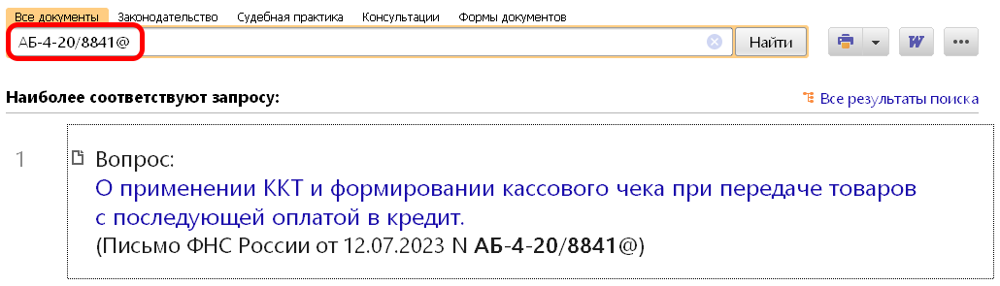 Все документы Законодательство Судебная практика Консультации Формы документов
АБ-4-20/8841@ Найти W
Наиболее соответствуют запросу: Все результаты поиска
1 Вопрос:
О применении ККТ и формировании кассового чека при передаче товаров
с последующей оплатой в кредит.
(Письмо ФНС России от 12.07.2023 N АБ-4-20/8841@)